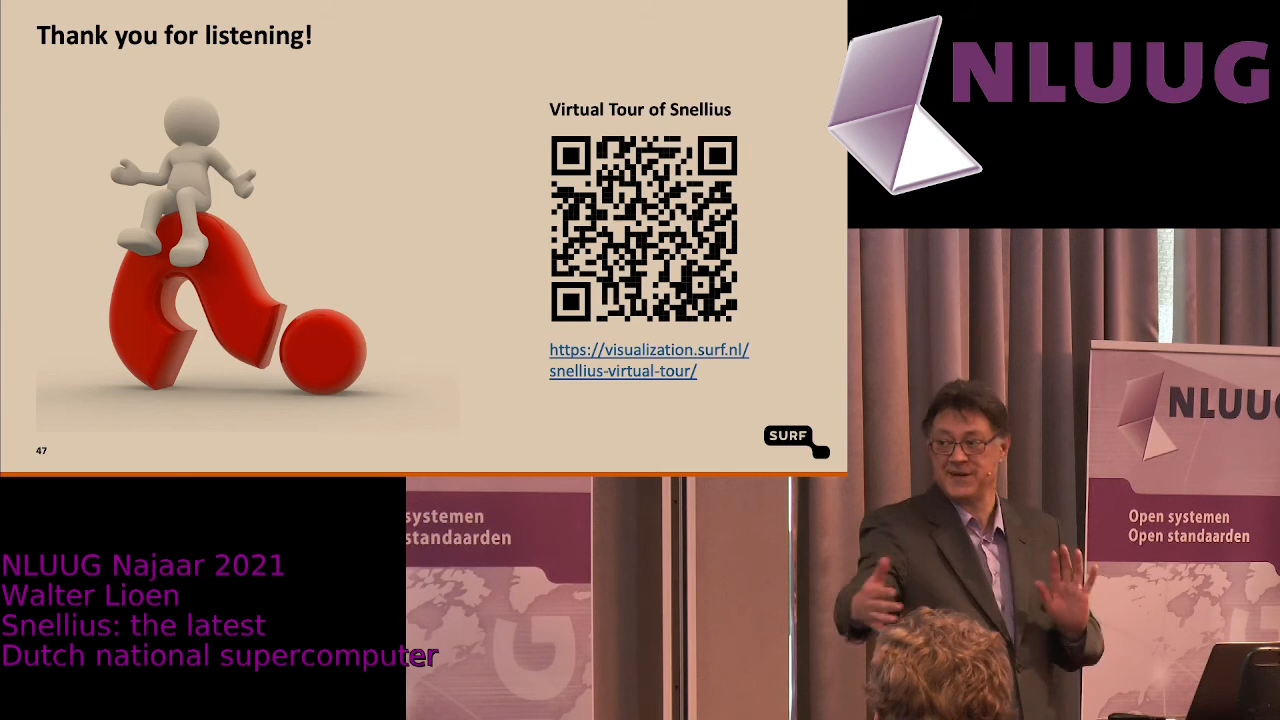 Thank you for listening!
Virtual Tour of Snellius
https://visualization.surf.nl/
snellius-virtual-tour/
SURF
47
NLUUG
NLUUG
Open systemen
Open standaarden
systemen
standaarden
NLUUG Najaar 2021
Walter Lioen
Snellius: the latest
Dutch national supercomputer